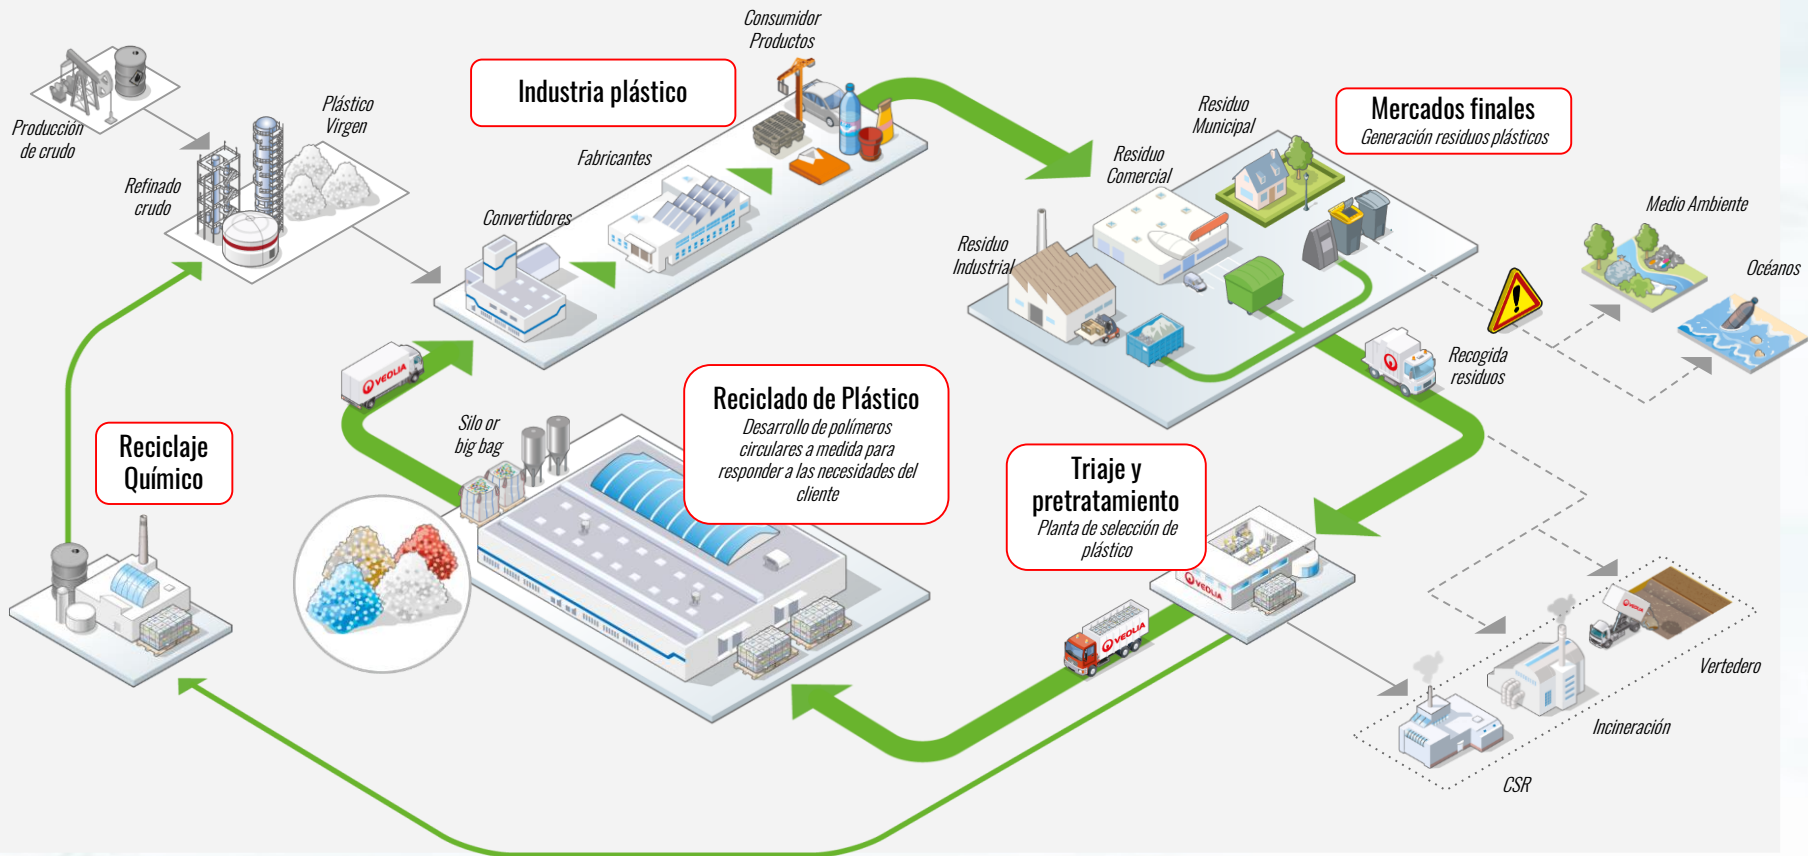 Consumidor
Productos
Industria plástico
Producción
de crudo
Plástico
Virgen
Refinado
crudo
Fabricantes
Convertidores
Residuo
Municipal
Residuo
Comercial
Residuo
Industrial
Mercados finales
Generación residuos plásticos
Medio Ambiente
Océanos
Recogida
residuos
VEOLIA
Silo or
big bag
Reciclado de Plástico
Desarrollo de polímeros
circulares a medida para
responder a las necesidades del
cliente
Reciclaje
Químico
Triaje y
pretratamiento
Planta de selección de
plástico
VEOLIA
VEOLIA
VEOLIA
Vertedero
Incineración
CSR